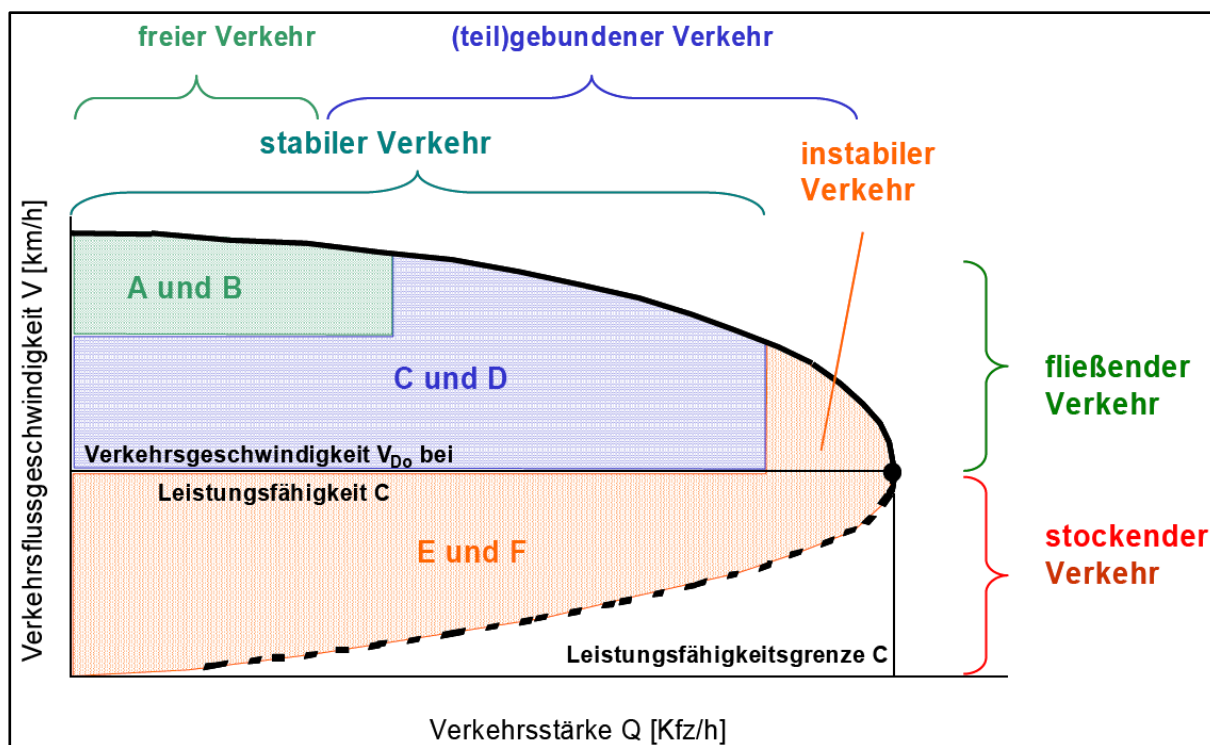 freier Verkehr
(teil)gebundener Verkehr
stabiler Verkehr
instabiler
Verkehr
Verkehrsflussgeschwindigkeit V [km/h]
A und B
C und D
fließender
Verkehr
Verkehrsgeschwindigkeit VDo bei
Leistungsfähigkeit C
E und F
stockender
Verkehr
Leistungsfähigkeitsgrenze C
Verkehrsstärke Q [Kfz/h]